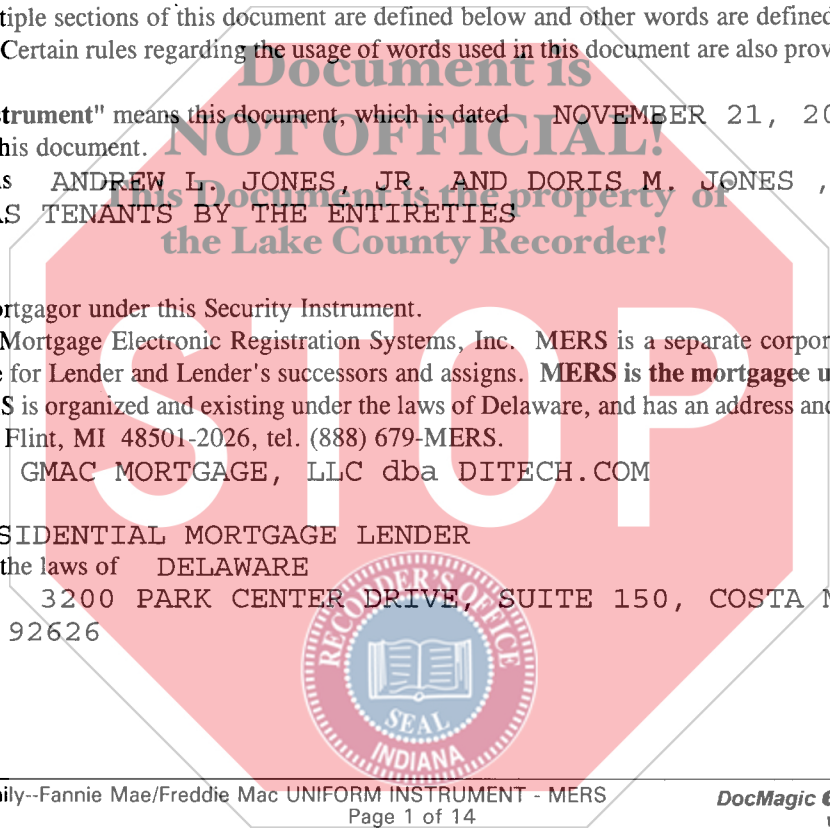 tiple sections of this document are defined below and other words are defined
Certain rules regarding the usage of words used in this document are also prov
Document is
strument" means this document, which is dated NOVEMBER 21, 20
NOT OFFICIAL!
his document.
s ANDREW L. JONES, JR. AND DORIS M. JONES ,
This Document is the property of
AS TENANTS BY THE ENTIRETIES
the Lake County Recorder!
ortgagor under this Security Instrument.
STOP
Mortgage Electronic Registration Systems, Inc. MERS is a separate corpor
e for Lender and Lender's successors and assigns. MERS is the mortgagee u
S is organized and existing under the laws of Delaware, and has an address and
Flint, MI 48501-2026, tel. (888) 679-MERS.
GMAC MORTGAGE, LLC dba DITECH.COM
SIDENTIAL MORTGAGE LENDER
the laws of DELAWARE
3200 PARK CENTER DRIVE, SUITE 150, COSTA M
92626
RECORDER'S OFFICE
SEAL
INDIANA
ily--Fannie Mae/Freddie Mac UNIFORM INSTRUMENT - MERS
DocMagic
Page 1 of 14